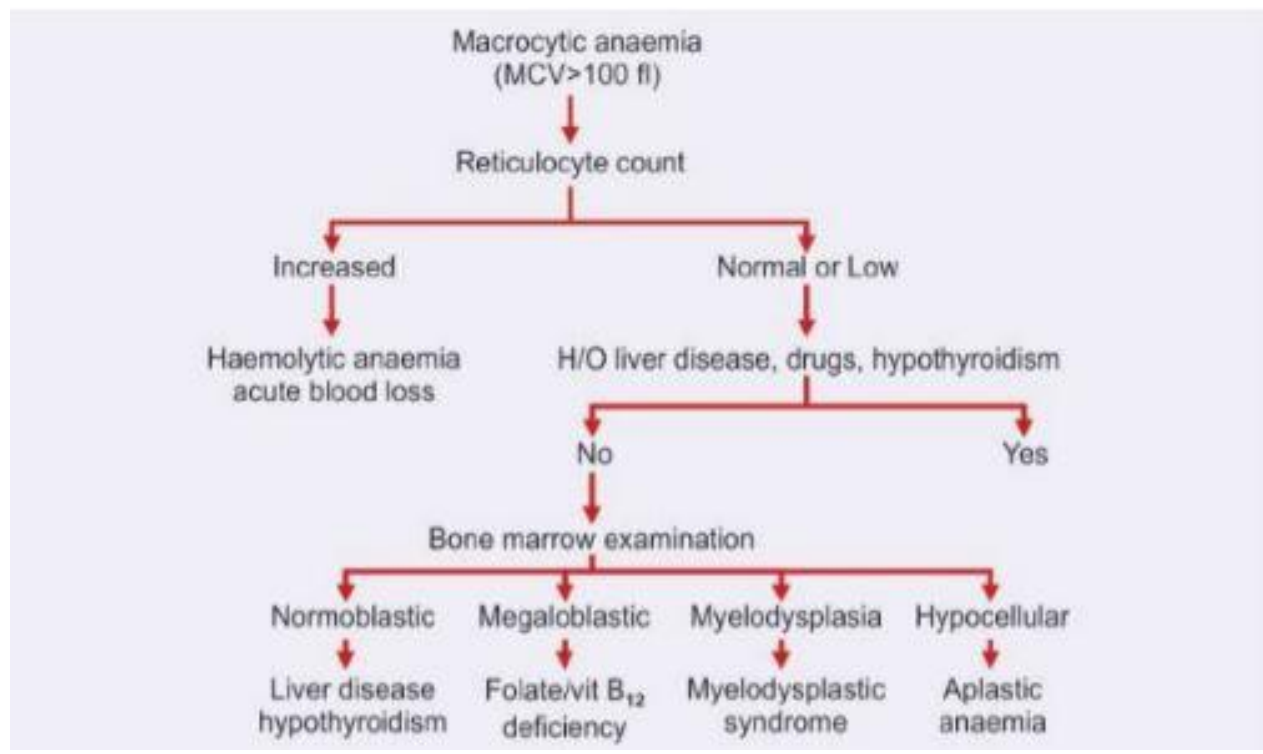 Macrocytic anaemia
(MCV>100 fl)
Reticulocyte count
Increased
Normal or Low
Haemolytic anaemia
acute blood loss
H/O liver disease, drugs, hypothyroidism
No
Yes
Bone marrow examination
Normoblastic
Megaloblastic
Myelodysplasia
Hypocellular
Liver disease
hypothyroidism
Folate/vit B₁₂
deficiency
Myelodysplastic
syndrome
Aplastic
anaemia